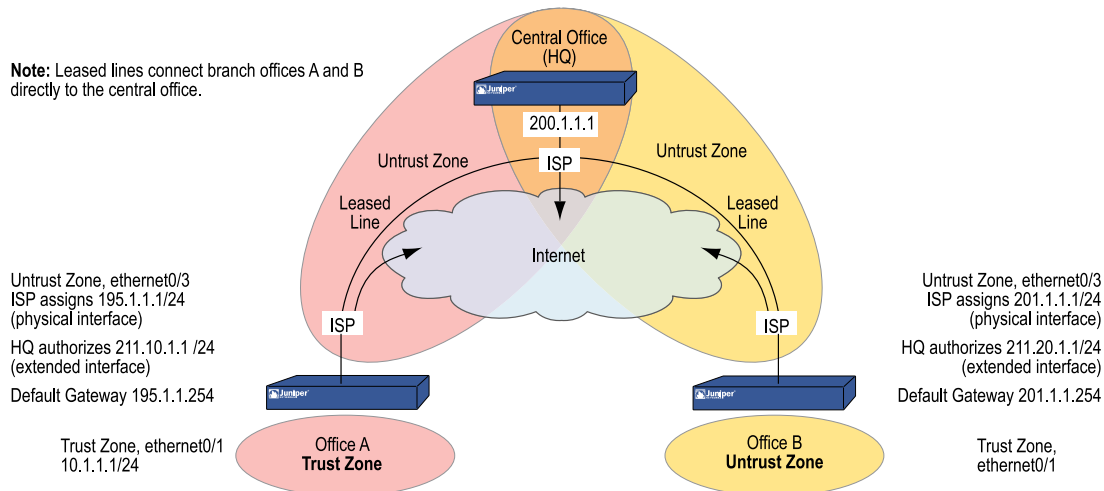 Central Office
(HQ)
Note: Leased lines connect branch offices A and B
directly to the central office.
Juniper
200.1.1.1
Untrust Zone
ISP
Untrust Zone
Leased
Line
Leased
Line
Internet
Untrust Zone, ethernet0/3
ISP assigns 195.1.1.1/24
(physical interface)
HQ authorizes 211.10.1.1 /24
(extended interface)
Default Gateway 195.1.1.254
ISP
ISP
Untrust Zone, ethernet0/3
ISP assigns 201.1.1.1/24
(physical interface)
HQ authorizes 211.20.1.1/24
(extended interface)
Default Gateway 201.1.1.254
Juniper
Juniper
Trust Zone, ethernet0/1
10.1.1.1/24
Office A
Trust Zone
Office B
Untrust Zone
Trust Zone,
ethernet0/1